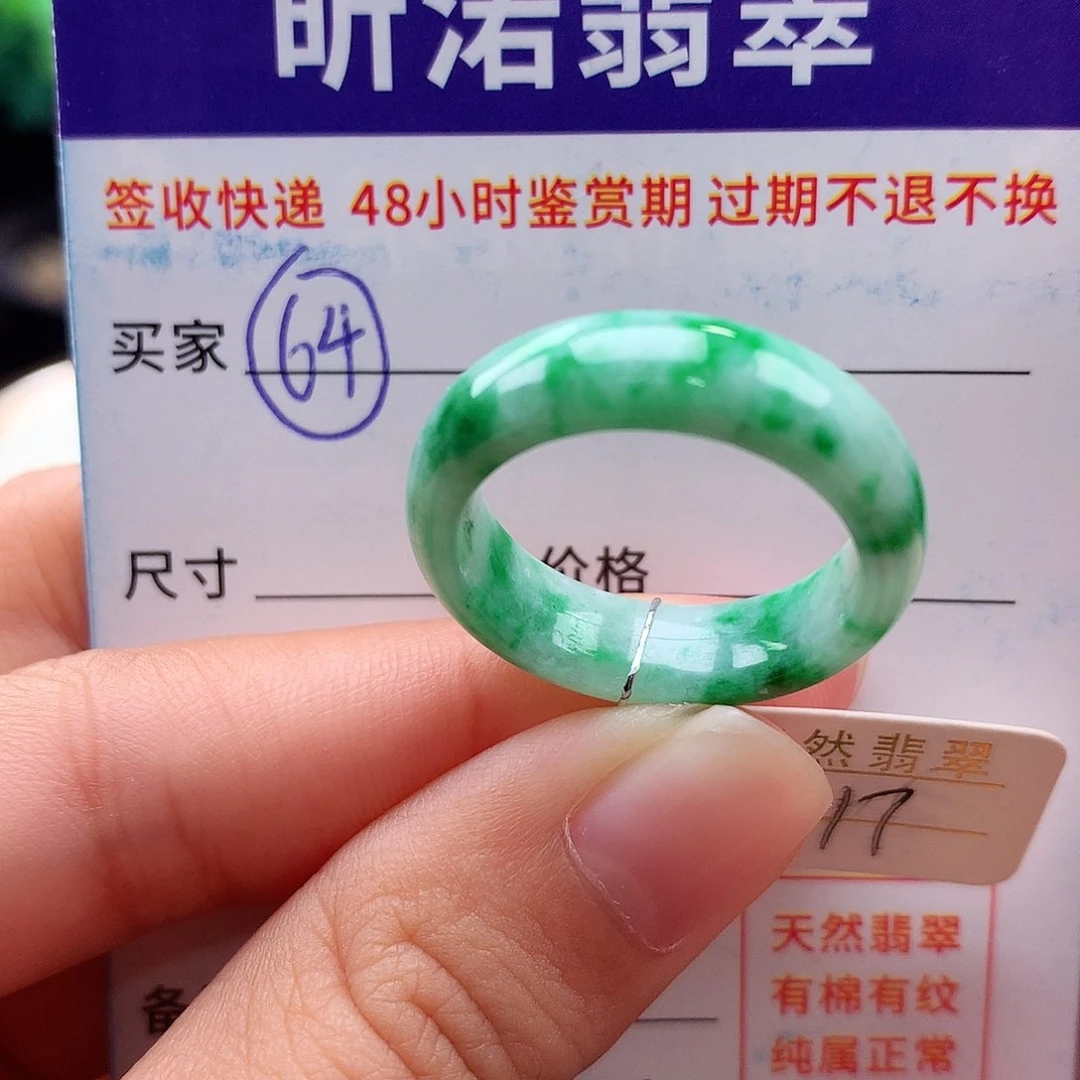 昕渃翡翠
签收快递 48小时鉴赏期 过期不退不换
买家 64
尺寸 价格
然翡翠
17
天然翡翠
有棉有纹
纯属正常
备